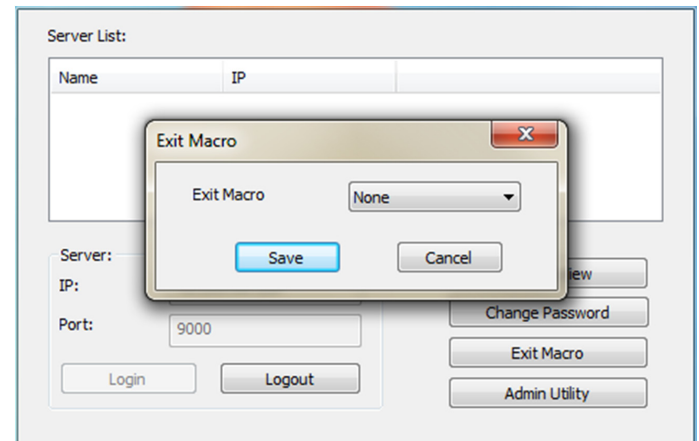 Server List:
Name IP
Exit Macro
Exit Macro None
Save Cancel
Server:
IP:
Port: 9000
Change Password
Exit Macro
Login Logout
Admin Utility